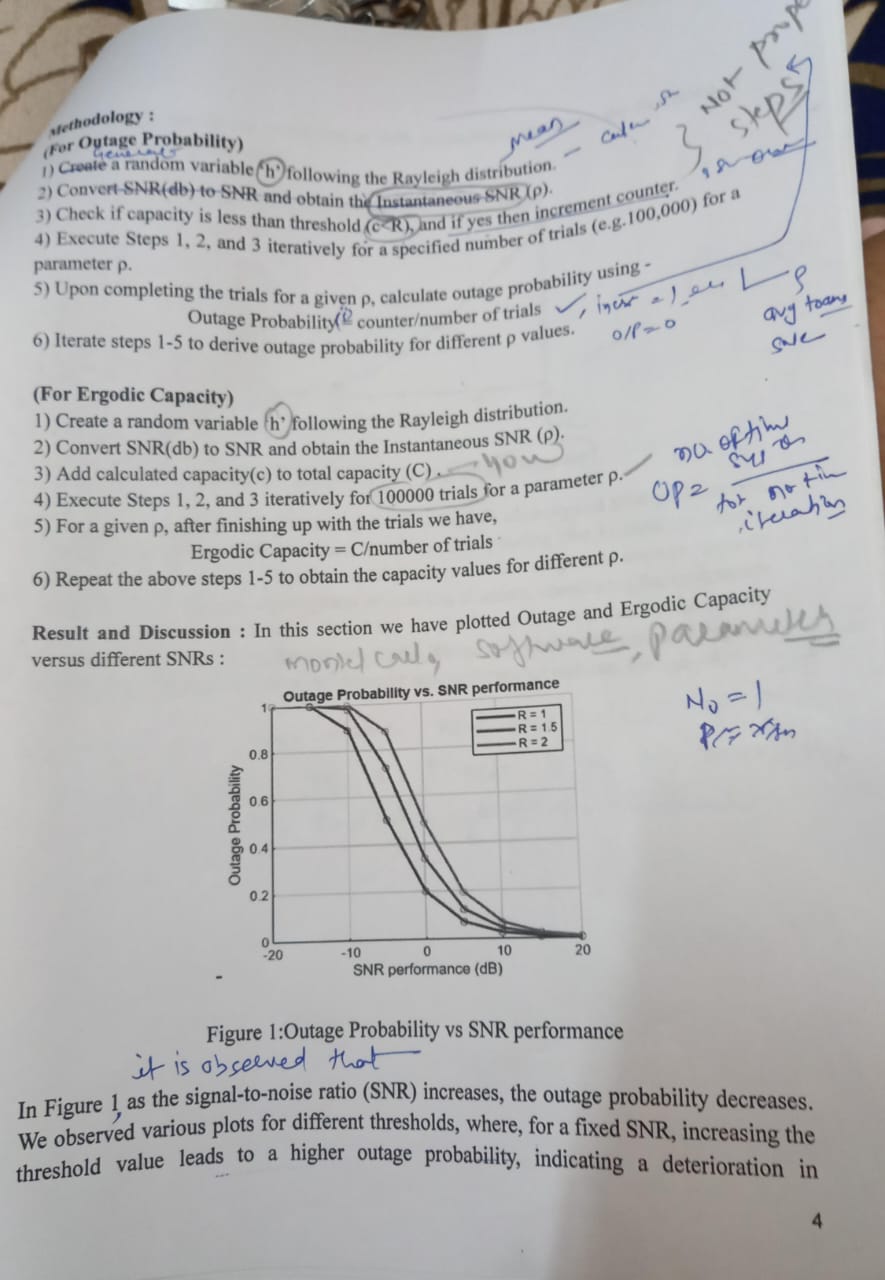 Methodology :
(For Outage Probability)
Generate
mean
Not prope
steps
1) Create a random variable 'h' following the Rayleigh distribution.
2) Convert SNR(db) to SNR and obtain the Instantaneous SNR (ρ).
3) Check if capacity is less than threshold (c<R), and if yes then increment counter.
4) Execute Steps 1, 2, and 3 iteratively for a specified number of trials (e.g.100,000) for a
parameter ρ.
5) Upon completing the trials for a given ρ, calculate outage probability using -
Outage Probability = counter/number of trials
O/P=0
ρ
avg trans
SNR
6) Iterate steps 1-5 to derive outage probability for different ρ values.
(For Ergodic Capacity)
1) Create a random variable 'h' following the Rayleigh distribution.
2) Convert SNR(db) to SNR and obtain the Instantaneous SNR (ρ).
3) Add calculated capacity(c) to total capacity (C) .
how
4) Execute Steps 1, 2, and 3 iteratively for 100000 trials for a parameter ρ.
OP = no. of time
iteration
5) For a given ρ, after finishing up with the trials we have,
Ergodic Capacity = C/number of trials
6) Repeat the above steps 1-5 to obtain the capacity values for different ρ.
Result and Discussion : In this section we have plotted Outage and Ergodic Capacity
versus different SNRs :
software, parameters
N₀ = 1
Outage Probability vs. SNR performance
R = 1
R = 1.5
R = 2
1
0.8
0.6
0.4
0.2
0
Outage Probability
-20
-10
0
10
20
SNR performance (dB)
Figure 1:Outage Probability vs SNR performance
it is observed that
In Figure 1, as the signal-to-noise ratio (SNR) increases, the outage probability decreases.
We observed various plots for different thresholds, where, for a fixed SNR, increasing the
threshold value leads to a higher outage probability, indicating a deterioration in
4